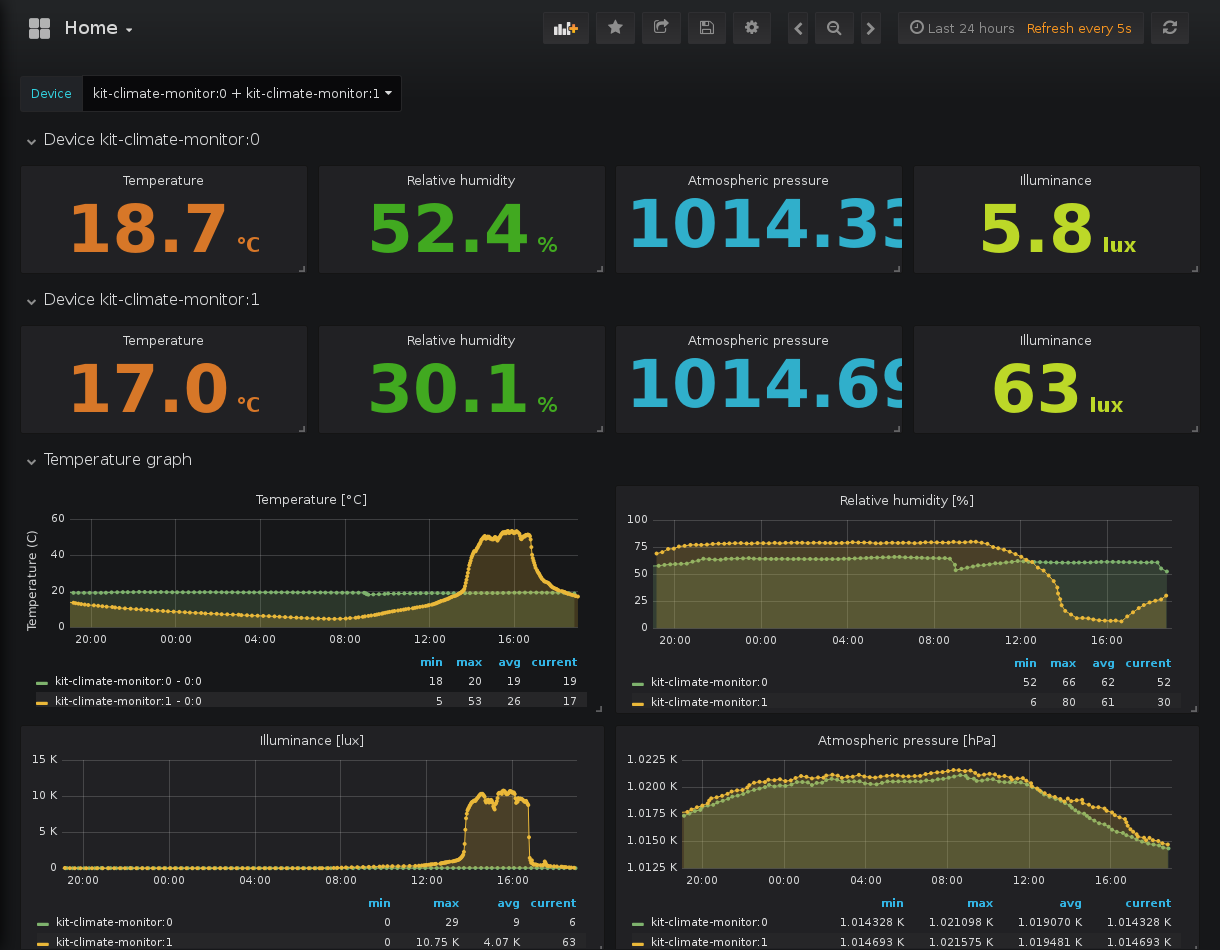 Home
Last 24 hours Refresh every 5s
Device kit-climate-monitor:0 + kit-climate-monitor:1
Device kit-climate-monitor:0
Temperature Relative humidity Atmospheric pressure Illuminance
18.7 °C 52.4 % 1014.33 5.8 lux
Device kit-climate-monitor:1
Temperature Relative humidity Atmospheric pressure Illuminance
17.0 °C 30.1 % 1014.69 63 lux
Temperature graph
Temperature [°C]
Temperature (C)
60
40
20
0
20:00 00:00 04:00 08:00 12:00 16:00
min max avg current
kit-climate-monitor:0 - 0:0 18 20 19 19
kit-climate-monitor:1 - 0:0 5 53 26 17
Relative humidity [%]
100
75
50
25
0
20:00 00:00 04:00 08:00 12:00 16:00
min max avg current
kit-climate-monitor:0 52 66 62 52
kit-climate-monitor:1 6 80 61 30
Illuminance [lux]
15 K
10 K
5 K
0
20:00 00:00 04:00 08:00 12:00 16:00
min max avg current
kit-climate-monitor:0 0 29 9 6
kit-climate-monitor:1 0 10.75 K 4.07 K 63
Atmospheric pressure [hPa]
1.0225 K
1.0200 K
1.0175 K
1.0150 K
1.0125 K
20:00 00:00 04:00 08:00 12:00 16:00
min max avg current
kit-climate-monitor:0 1.014328 K 1.021098 K 1.019070 K 1.014328 K
kit-climate-monitor:1 1.014693 K 1.021575 K 1.019481 K 1.014693 K